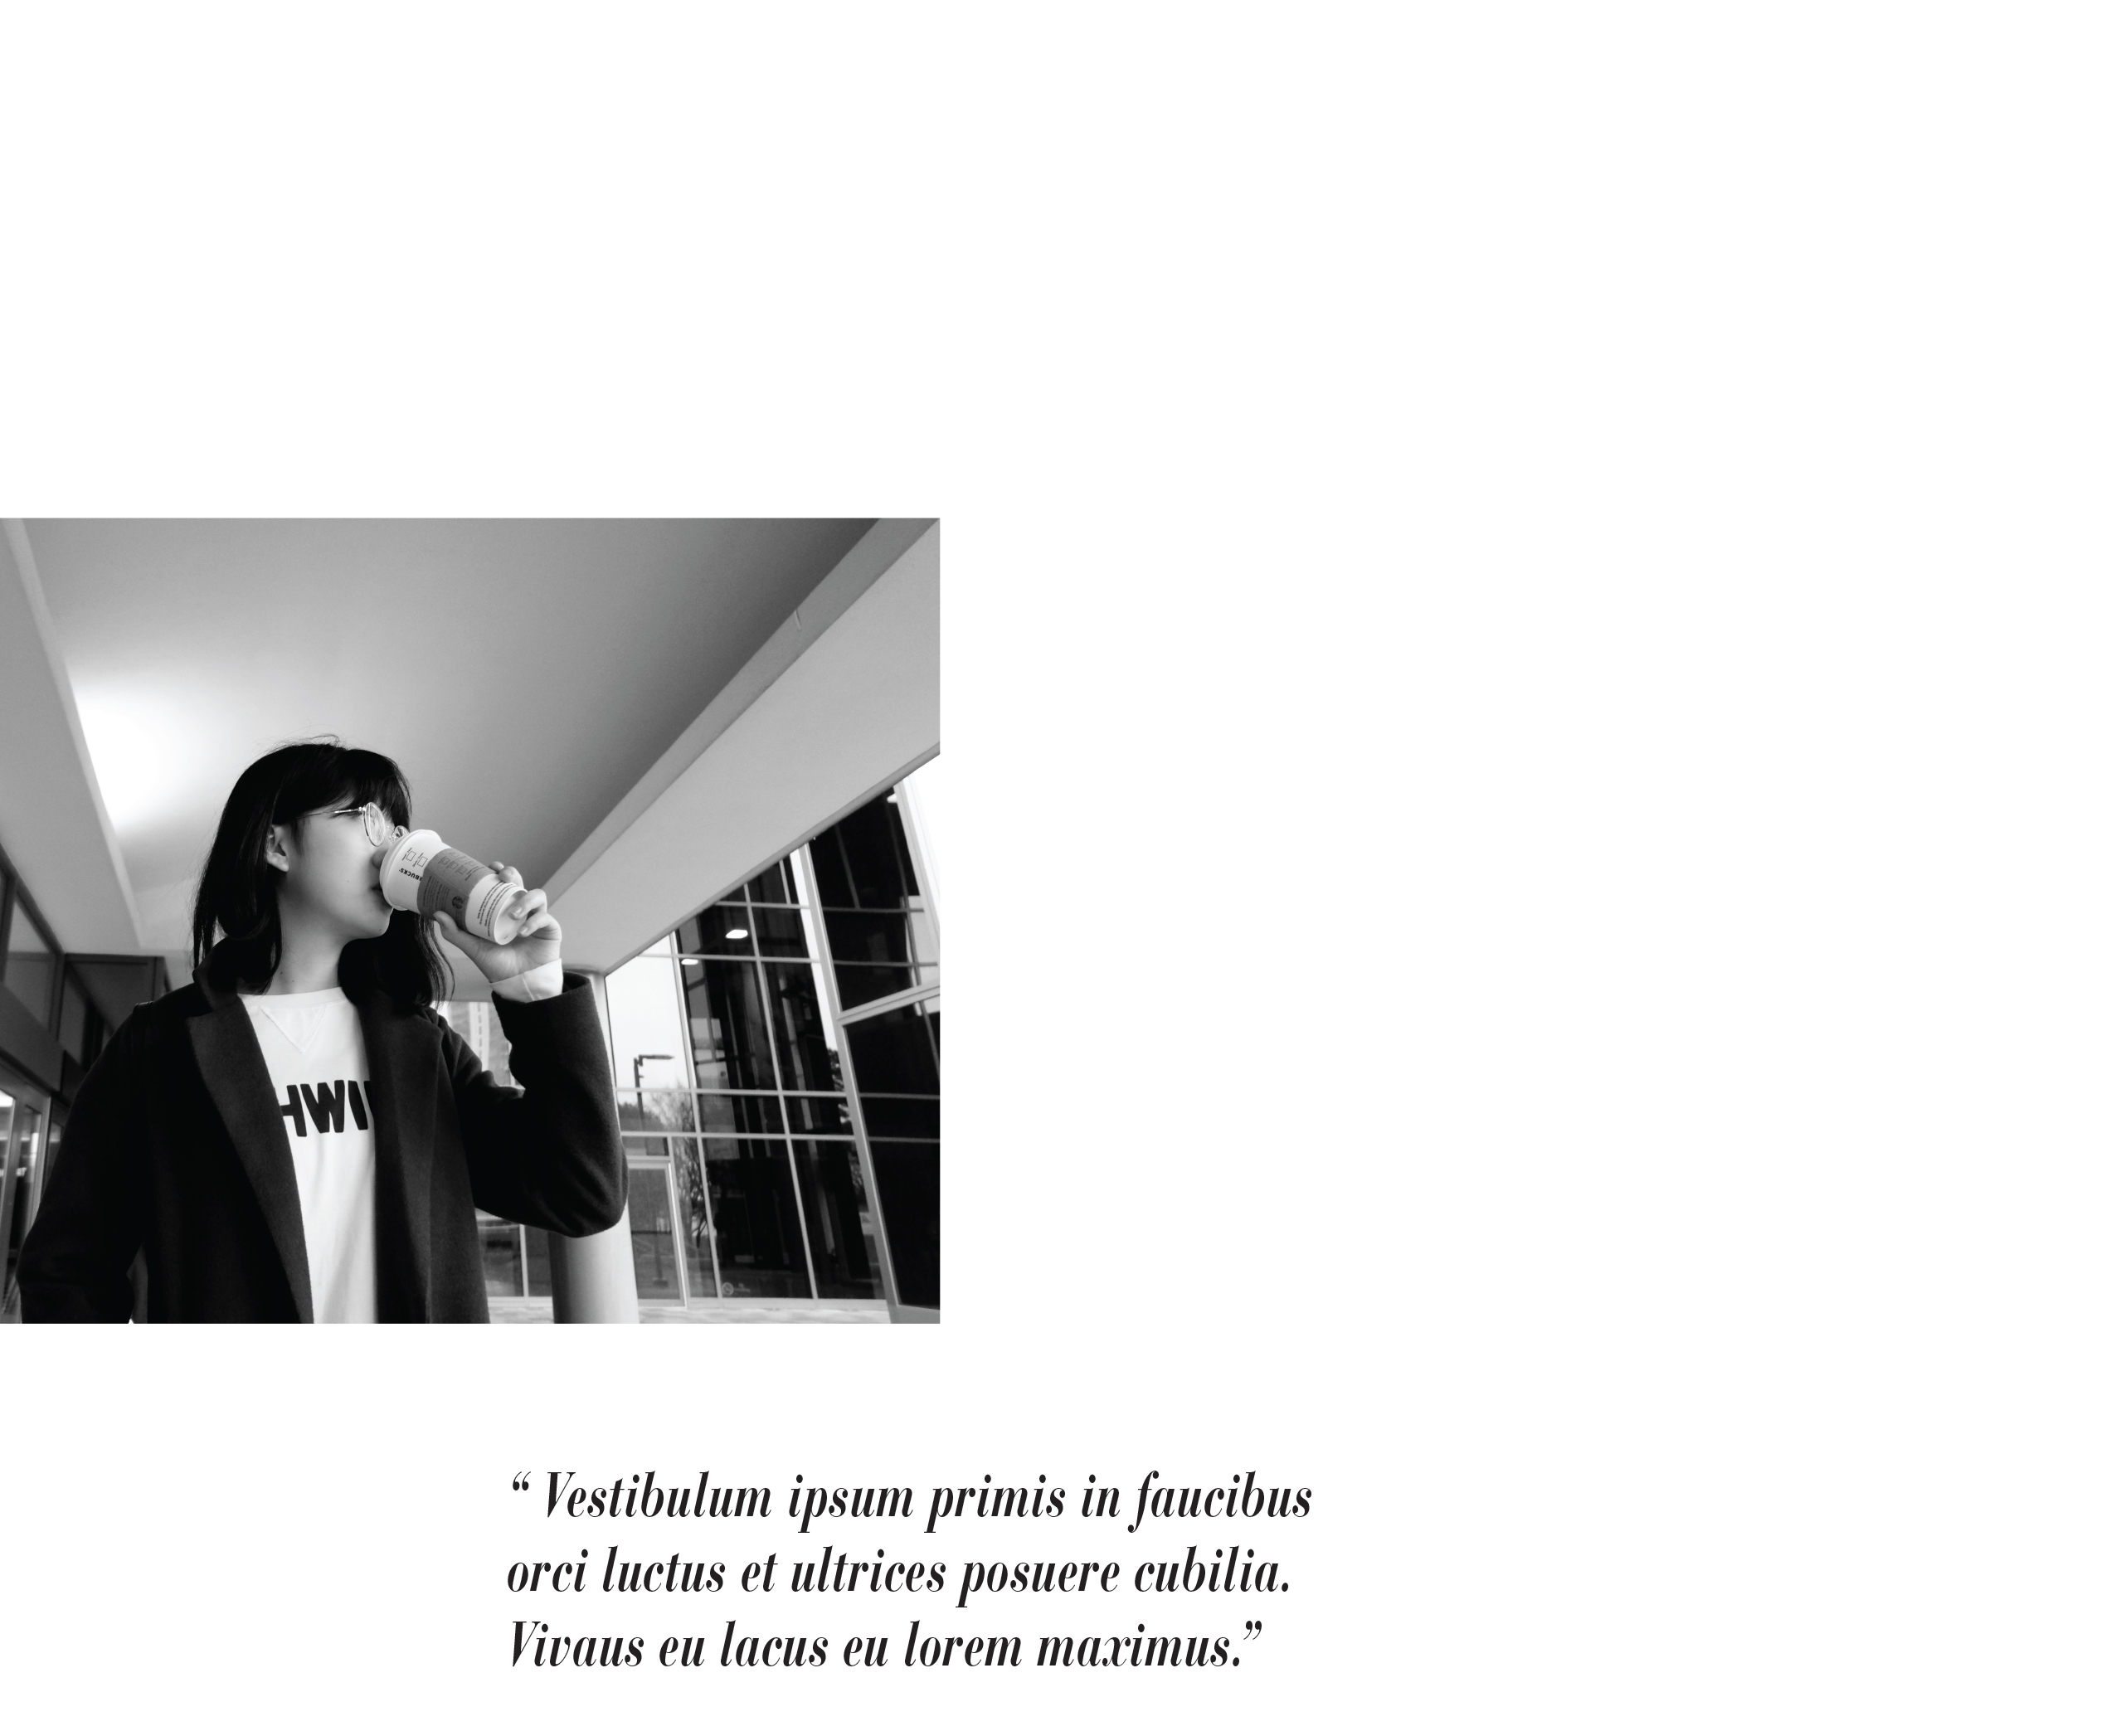 HWI
“ Vestibulum ipsum primis in faucibus
orci luctus et ultrices posuere cubilia.
Vivaus eu lacus eu lorem maximus.”